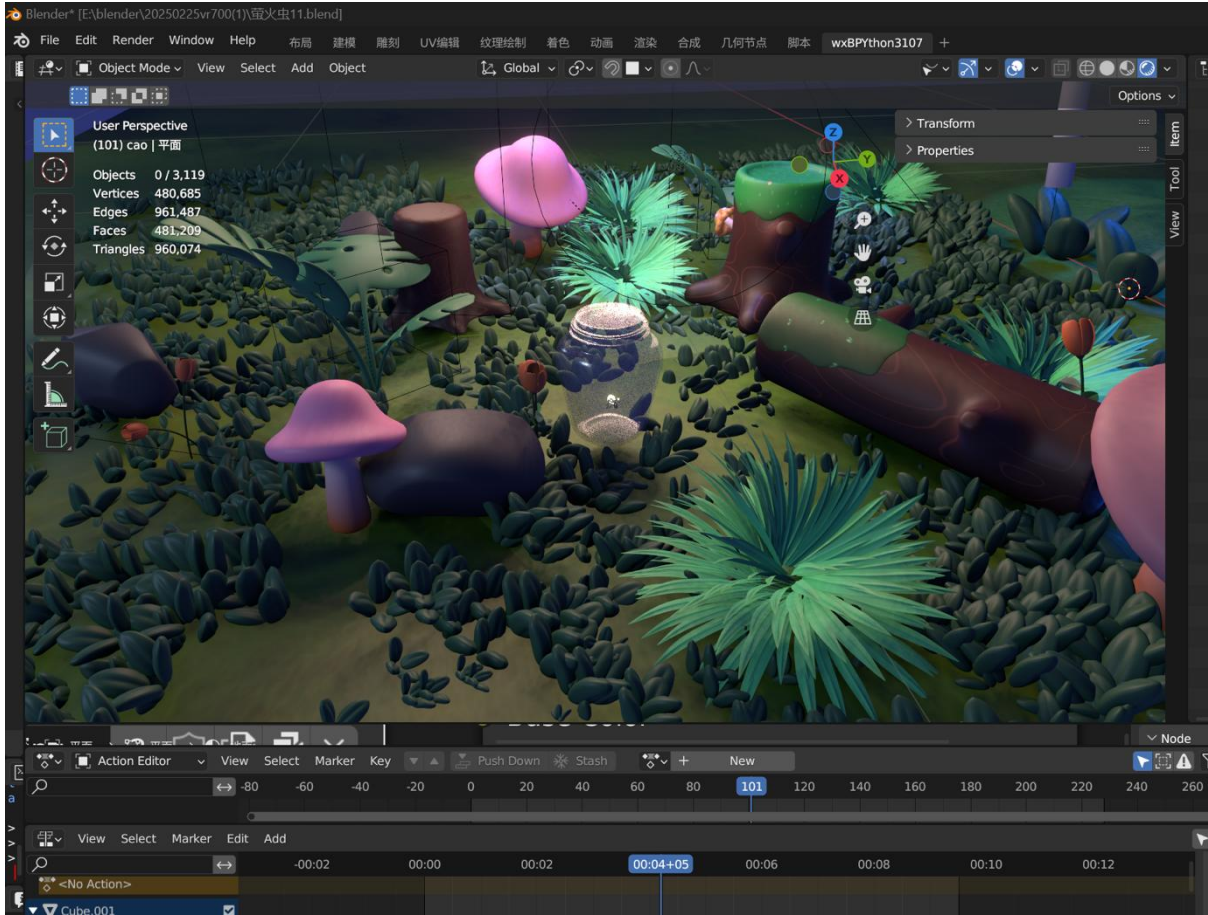 Blender* [E:\blender\20250225vr700(1)\萤火虫11.blend]
File Edit Render Window Help 布局 建模 雕刻 UV编辑 纹理绘制 着色 动画 渲染 合成 几何节点 脚本 wxBPYthon3107 +
Object Mode View Select Add Object Global
Options
User Perspective
(101) cao | 平面
Objects 0 / 3,119
Vertices 480,685
Edges 961,487
Faces 481,209
Triangles 960,074
Transform
Properties
Z
Y
X
Item
Tool
View
Node
Action Editor View Select Marker Key Push Down Stash + New
-80 -60 -40 -20 0 20 40 60 80 101 120 140 160 180 200 220 240 260
View Select Marker Edit Add
-00:02 00:00 00:02 00:04+05 00:06 00:08 00:10 00:12
<No Action>
Cube.001